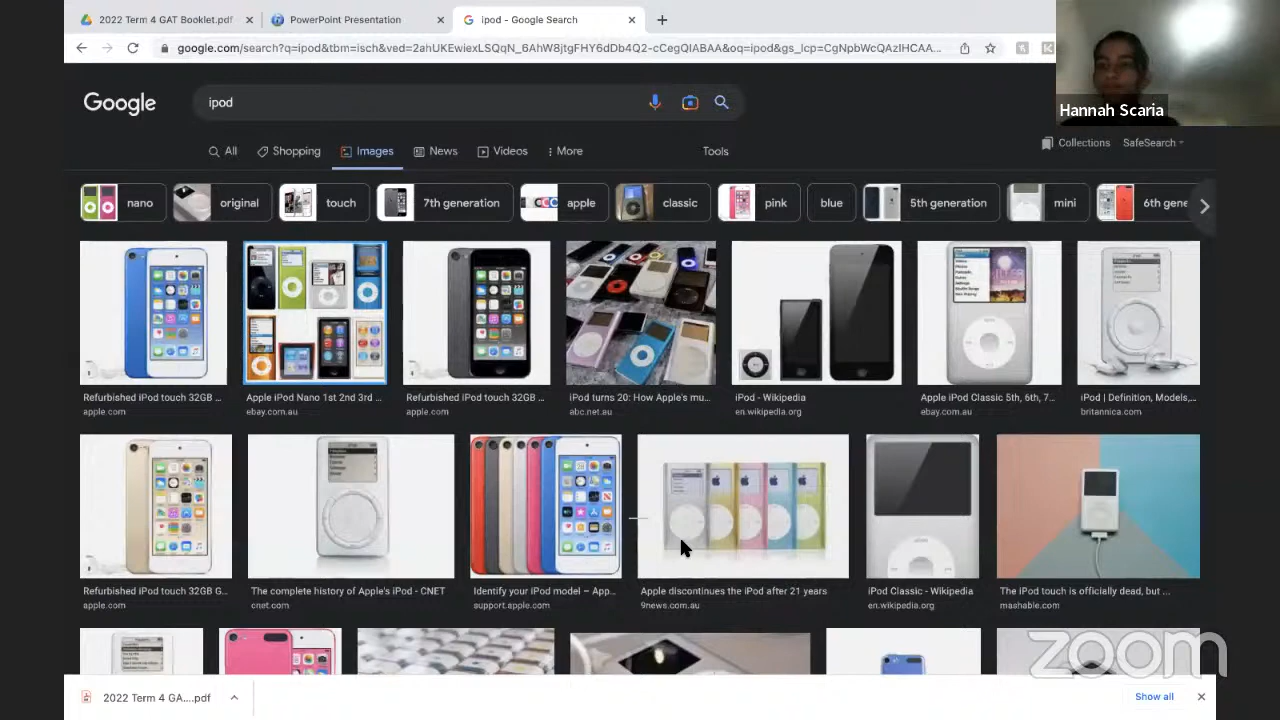 2022 Term 4 GAT Booklet.pdf
PowerPoint Presentation
ipod - Google Search
google.com/search?q=ipod&tbm=isch&ved=2ahUKEwiexLSQqN_6AhW8jtgFHY6dDb4Q2-cCegQIABAA&oq=ipod&gs_lcp=CgNpbWcQAzIHCAA...
Hannah Scaria
Google
ipod
All
Shopping
Images
News
Videos
More
Tools
Collections
SafeSearch
nano
original
touch
7th generation
apple
classic
pink
blue
5th generation
mini
6th gene
Refurbished iPod touch 32GB ...
apple.com
Apple iPod Nano 1st 2nd 3rd ...
ebay.com.au
Refurbished iPod touch 32GB ...
apple.com
iPod turns 20: How Apple's mu...
abc.net.au
iPod - Wikipedia
en.wikipedia.org
Apple iPod Classic 5th, 6th, 7...
ebay.com.au
iPod | Definition, Models,...
britannica.com
Refurbished iPod touch 32GB G...
apple.com
The complete history of Apple's iPod - CNET
cnet.com
Identify your iPod model – App...
support.apple.com
Apple discontinues the iPod after 21 years
9news.com.au
iPod Classic - Wikipedia
en.wikipedia.org
The iPod touch is officially dead, but ...
mashable.com
zoom
2022 Term 4 GA....pdf
Show all